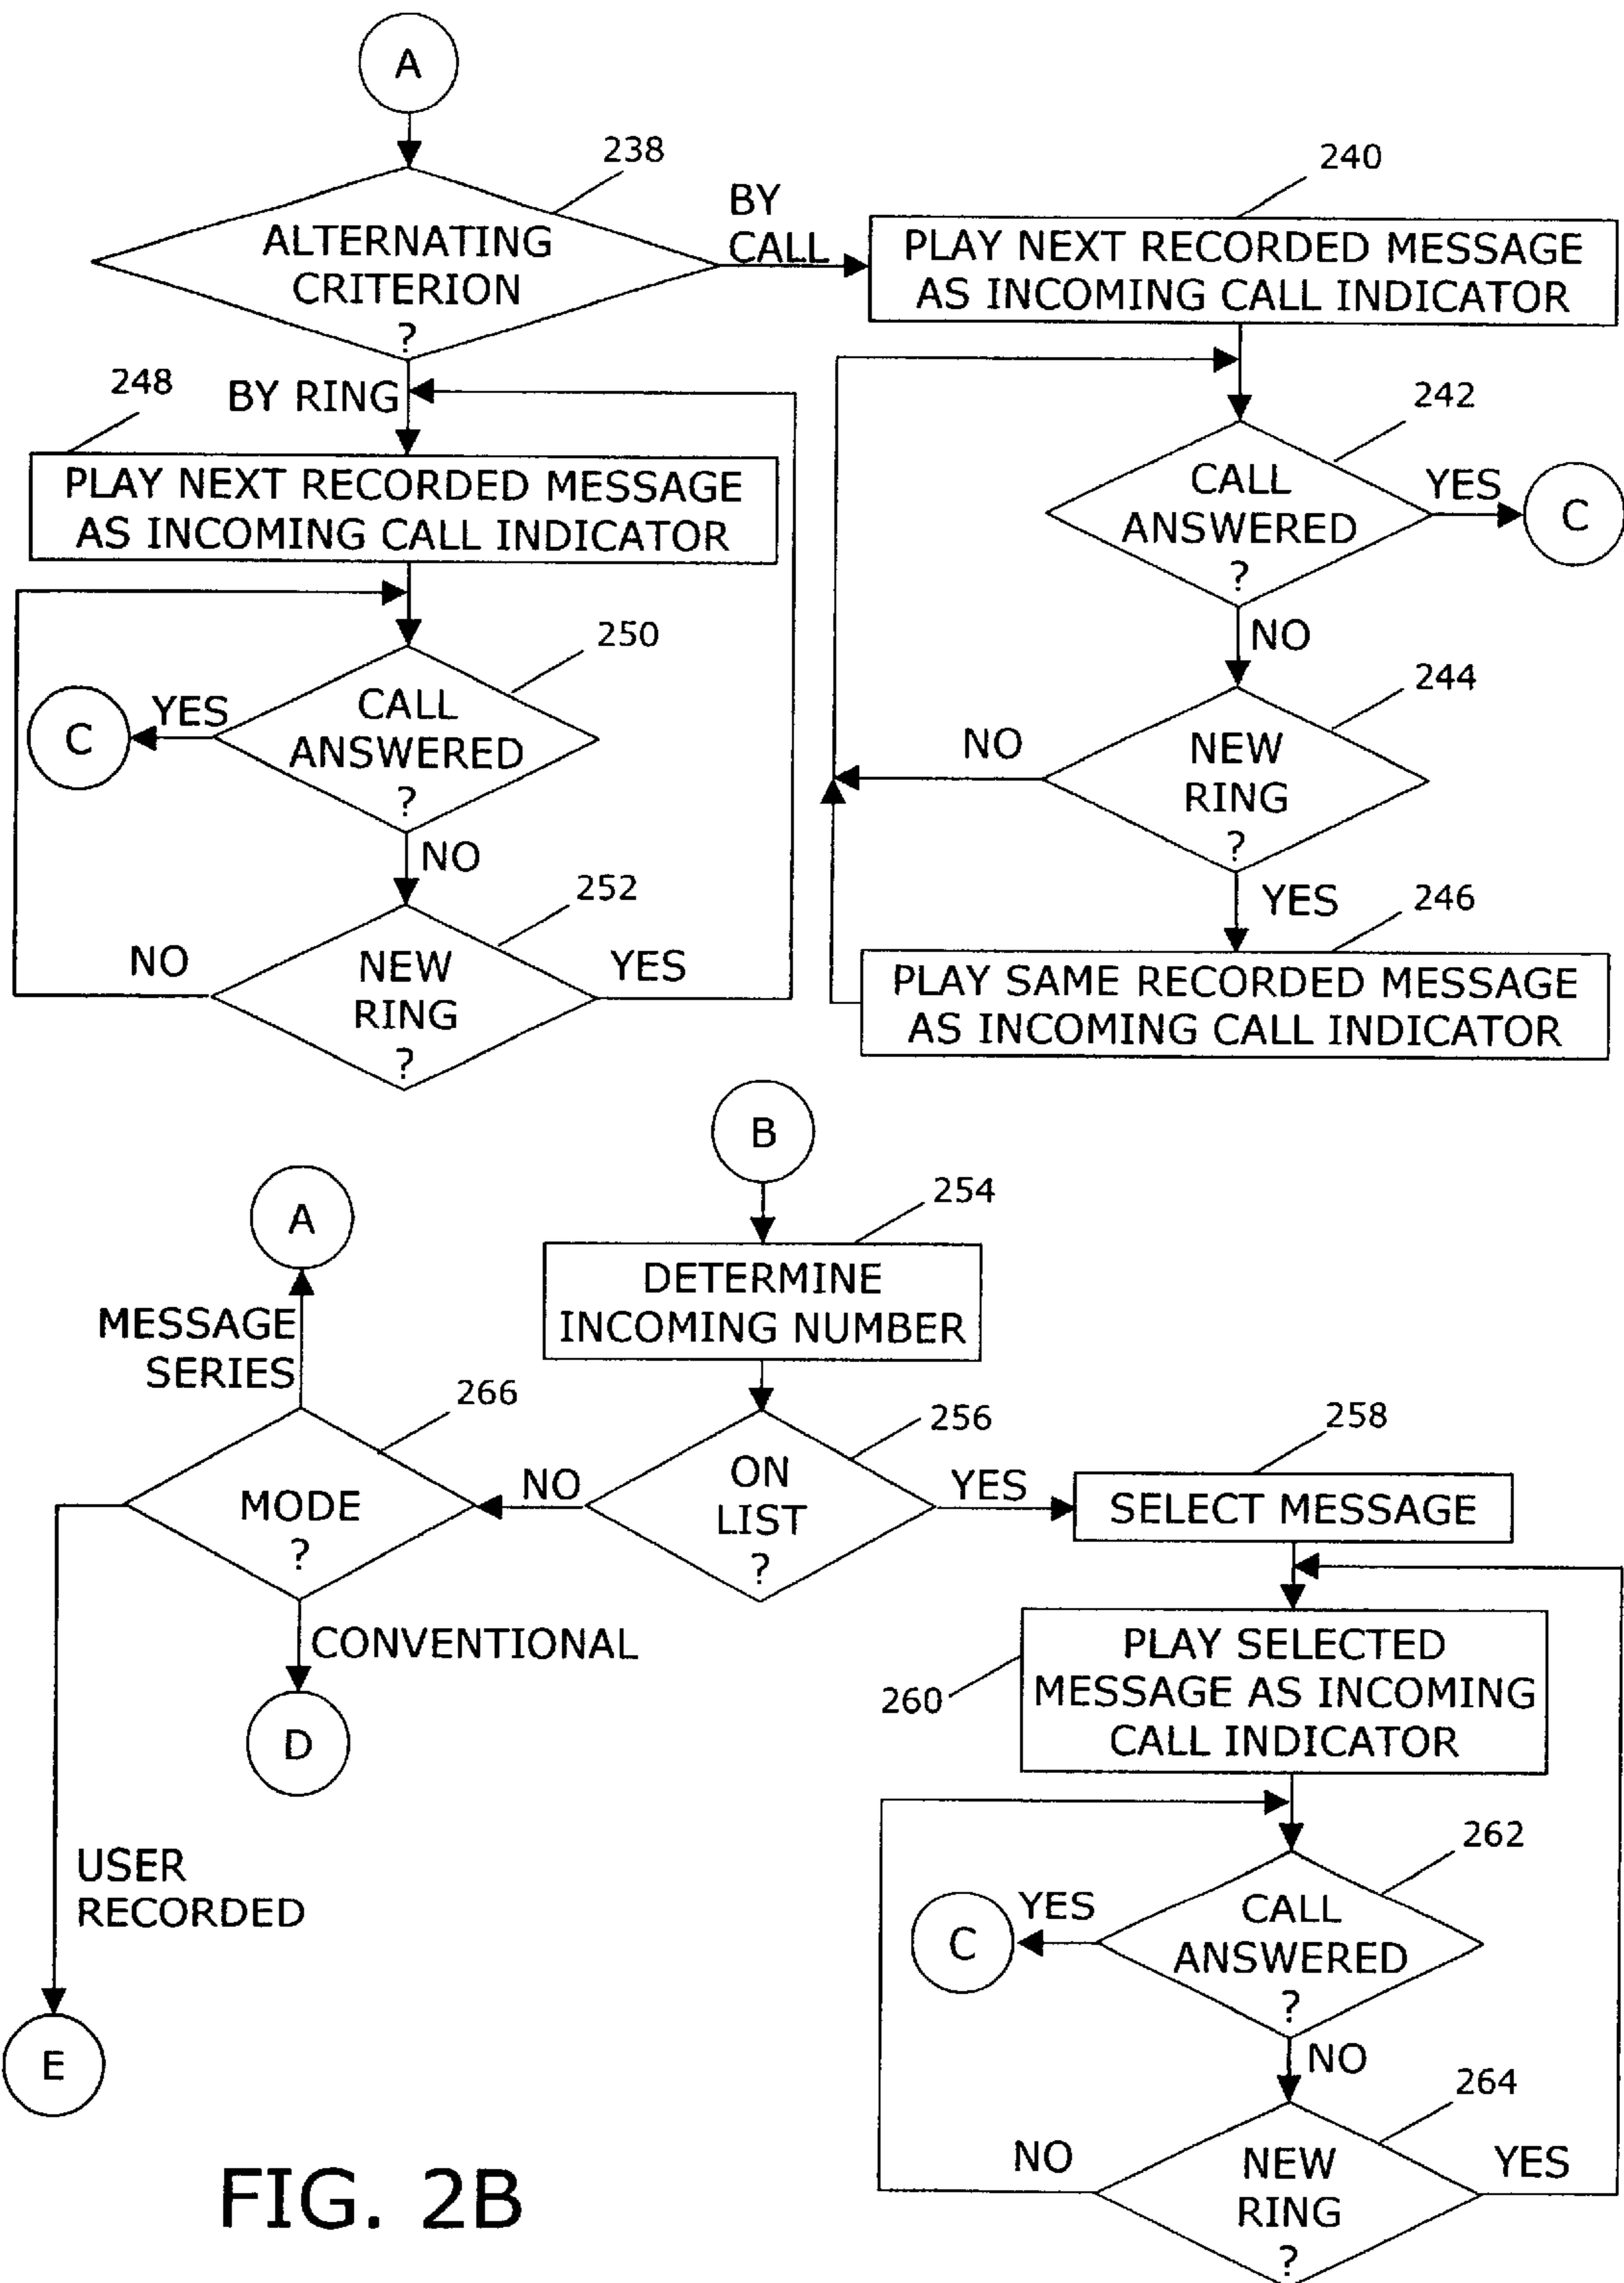 A
238
ALTERNATING
CRITERION
?
BY
CALL
240
PLAY NEXT RECORDED MESSAGE
AS INCOMING CALL INDICATOR
242
CALL
ANSWERED
?
YES
C
NO
244
NEW
RING
?
NO
YES
246
PLAY SAME RECORDED MESSAGE
AS INCOMING CALL INDICATOR
BY RING
248
PLAY NEXT RECORDED MESSAGE
AS INCOMING CALL INDICATOR
250
CALL
ANSWERED
?
YES
C
NO
252
NEW
RING
?
NO
YES
B
254
DETERMINE
INCOMING NUMBER
256
ON
LIST
?
NO
YES
266
MODE
?
MESSAGE
SERIES
A
CONVENTIONAL
D
USER
RECORDED
E
258
SELECT MESSAGE
260
PLAY SELECTED
MESSAGE AS INCOMING
CALL INDICATOR
262
CALL
ANSWERED
?
YES
C
NO
264
NEW
RING
?
NO
YES
FIG. 2B